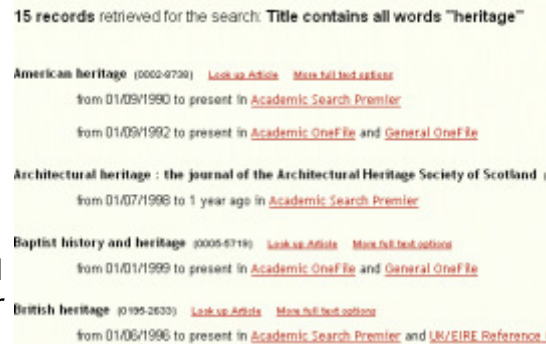 15 records retrieved for the search: Title contains all words "heritage"
American heritage (0002-8738) Look up Article More full text options
from 01/09/1990 to present in Academic Search Premier
from 01/09/1992 to present in Academic OneFile and General OneFile
Architectural heritage : the journal of the Architectural Heritage Society of Scotland
from 01/07/1998 to 1 year ago in Academic Search Premier
Baptist history and heritage (0005-5719) Look up Article More full text options
from 01/01/1999 to present in Academic OneFile and General OneFile
British heritage (0195-2633) Look up Article More full text options
from 01/06/1996 to present in Academic Search Premier and UK/EIRE Reference